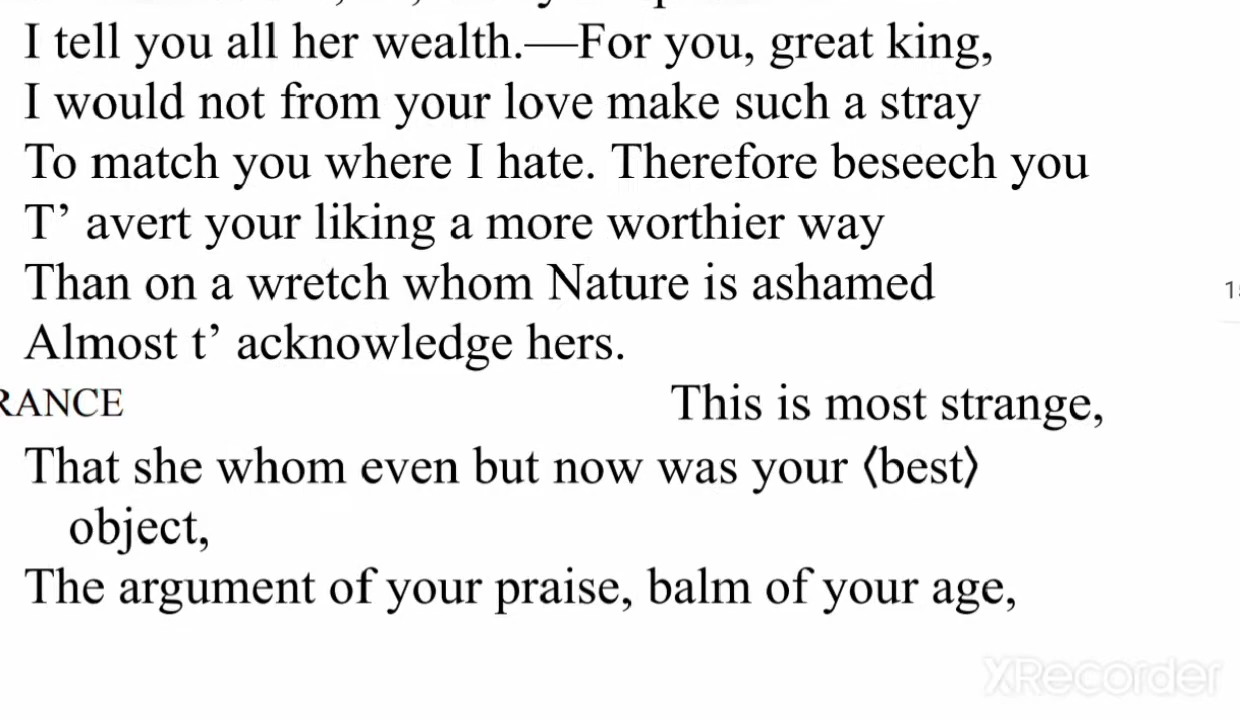 I tell you all her wealth.—For you, great king,
I would not from your love make such a stray
To match you where I hate. Therefore beseech you
T’ avert your liking a more worthier way
Than on a wretch whom Nature is ashamed
Almost t’ acknowledge hers.
RANCE This is most strange,
That she whom even but now was your ⟨best⟩
object,
The argument of your praise, balm of your age,
XRecorder